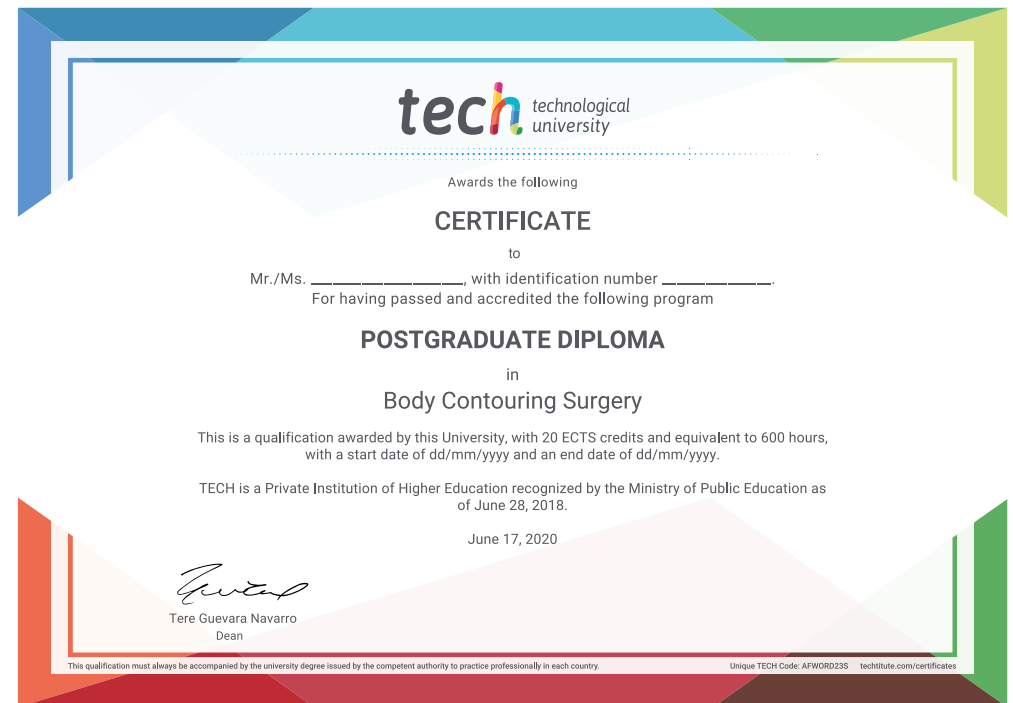 tech technological
university
Awards the following
CERTIFICATE
to
Mr./Ms. ____________________, with identification number ______________.
For having passed and accredited the following program
POSTGRADUATE DIPLOMA
in
Body Contouring Surgery
This is a qualification awarded by this University, with 20 ECTS credits and equivalent to 600 hours,
with a start date of dd/mm/yyyy and an end date of dd/mm/yyyy.
TECH is a Private Institution of Higher Education recognized by the Ministry of Public Education as
of June 28, 2018.
June 17, 2020
Tere Guevara Navarro
Dean
This qualification must always be accompanied by the university degree issued by the competent authority to practice professionally in each country. Unique TECH Code: AFWORD23S techtitute.com/certificates